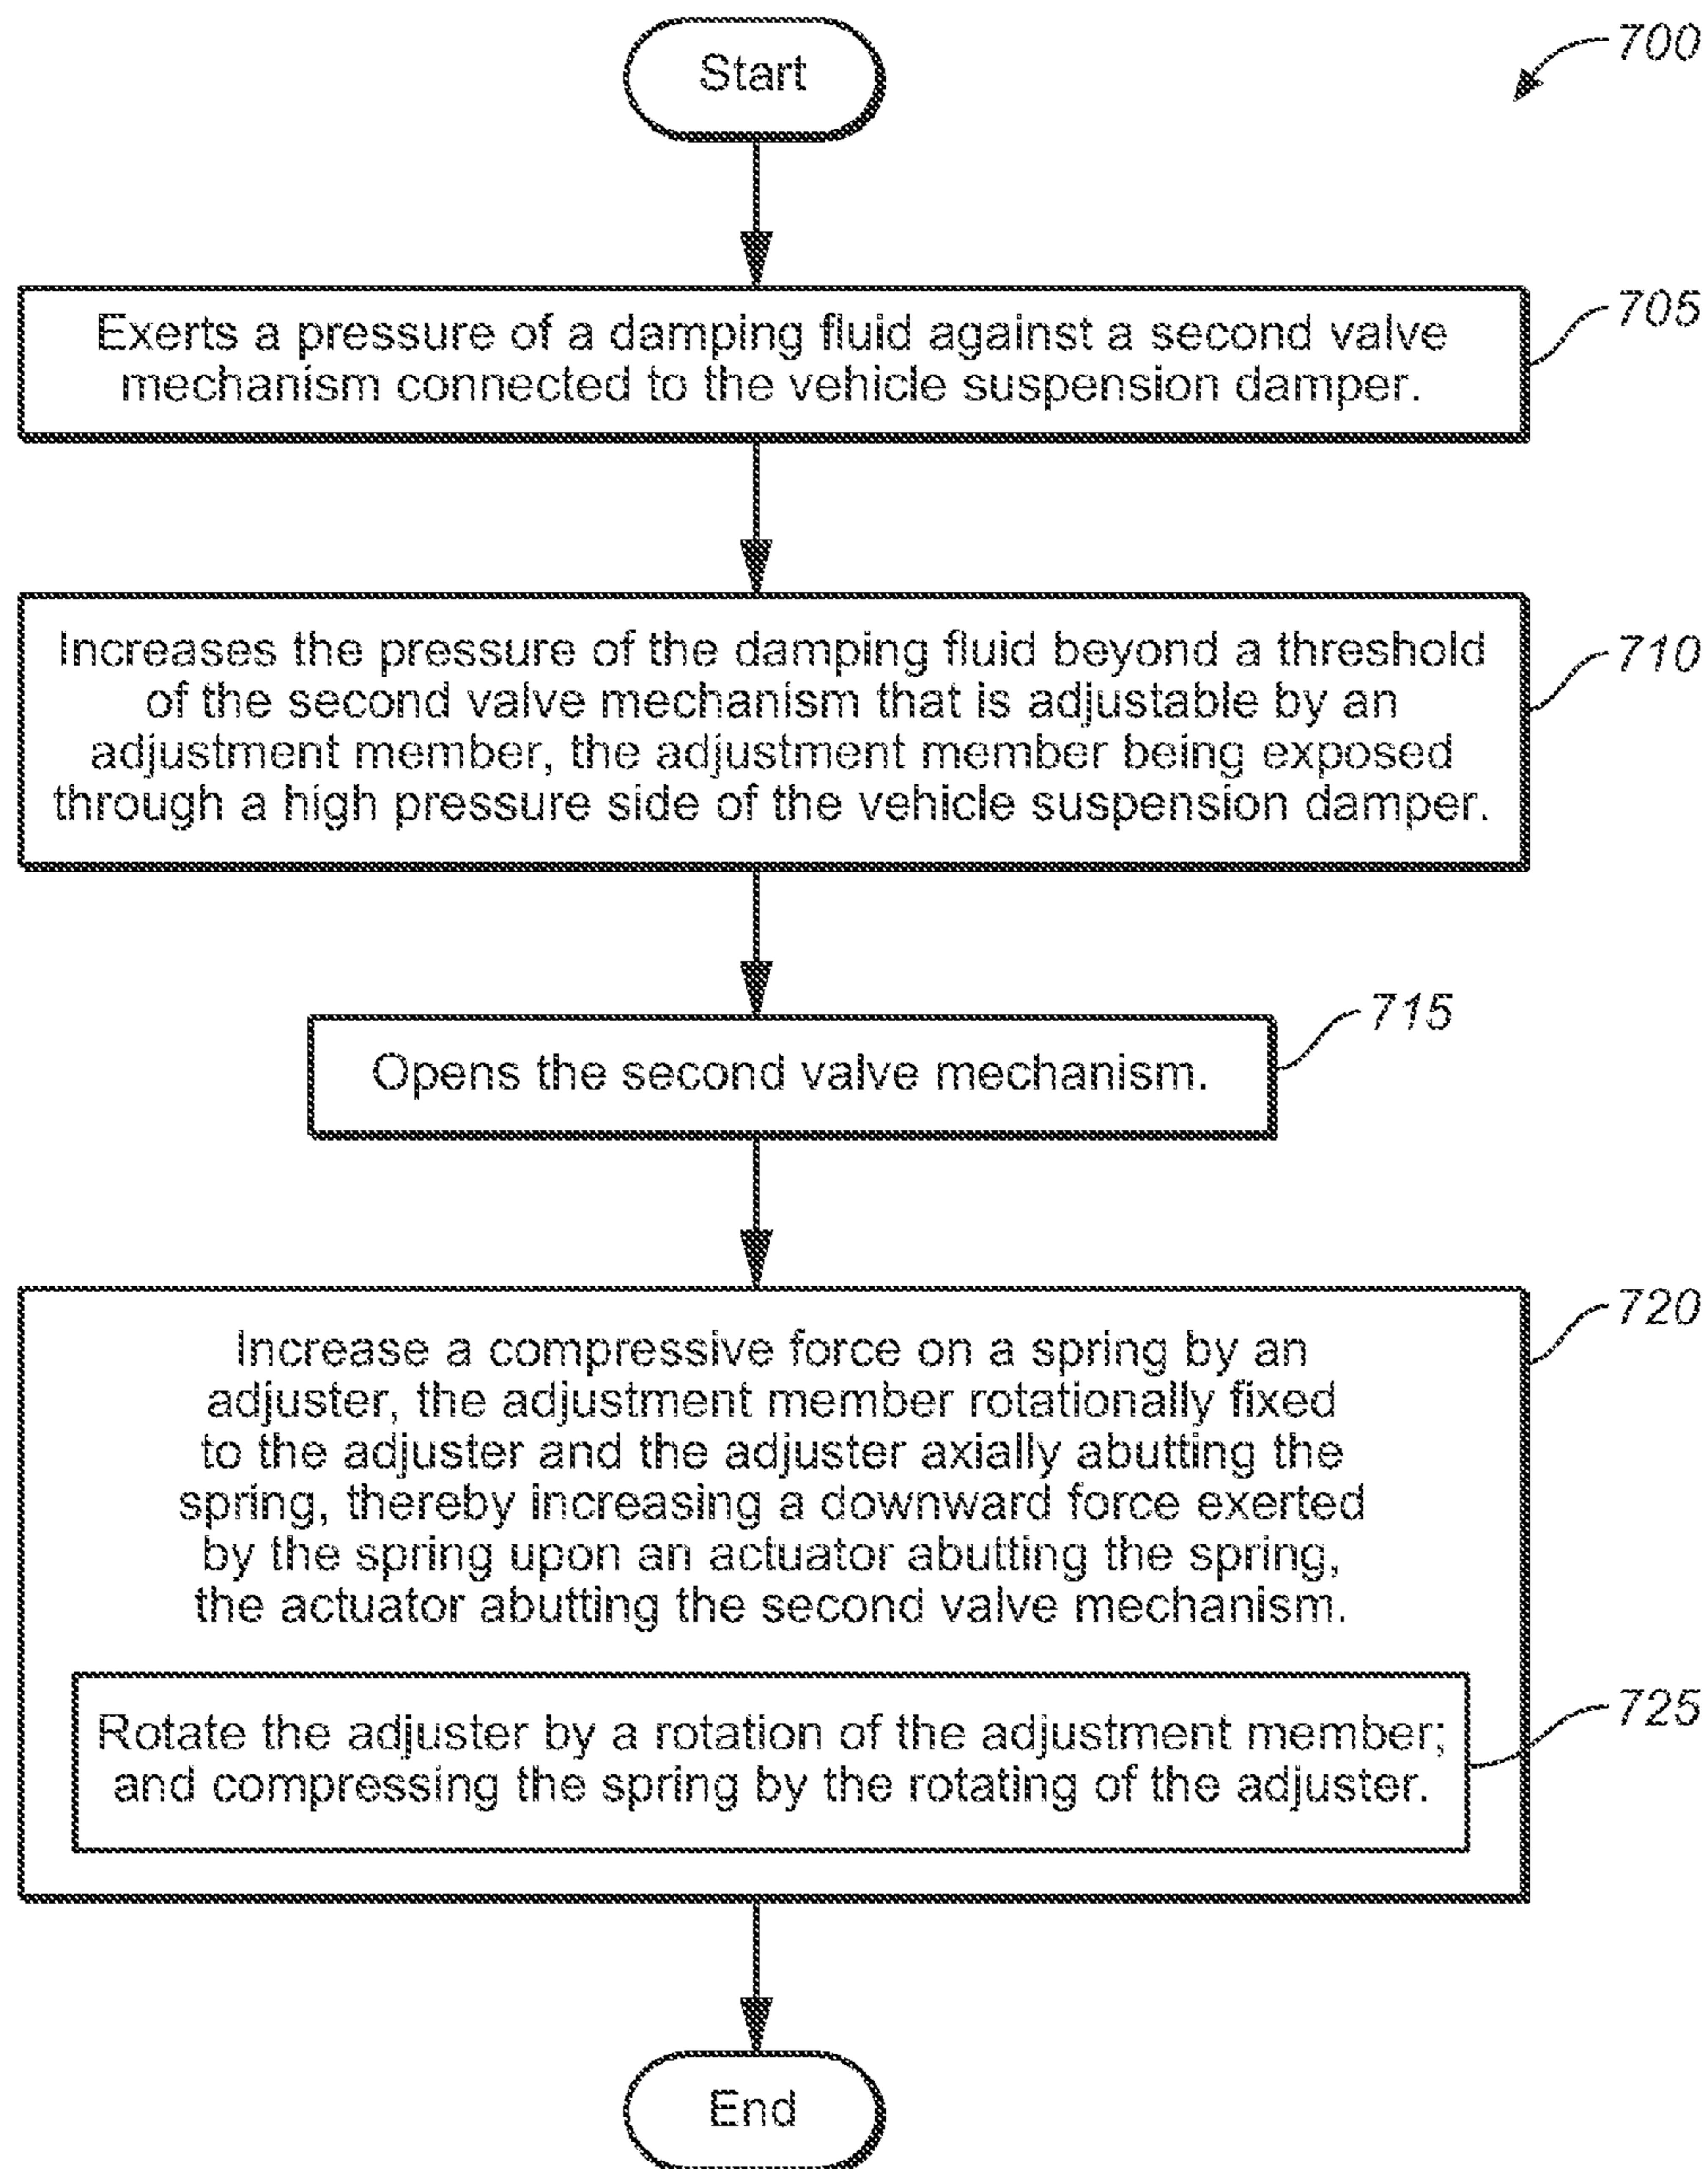 Start
700
Exerts a pressure of a damping fluid against a second valve
mechanism connected to the vehicle suspension damper.
705
Increases the pressure of the damping fluid beyond a threshold
of the second valve mechanism that is adjustable by an
adjustment member, the adjustment member being exposed
through a high pressure side of the vehicle suspension damper.
710
Opens the second valve mechanism.
715
Increase a compressive force on a spring by an
adjuster, the adjustment member rotationally fixed
to the adjuster and the adjuster axially abutting the
spring, thereby increasing a downward force exerted
by the spring upon an actuator abutting the spring,
the actuator abutting the second valve mechanism.
720
Rotate the adjuster by a rotation of the adjustment member;
and compressing the spring by the rotating of the adjuster.
725
End